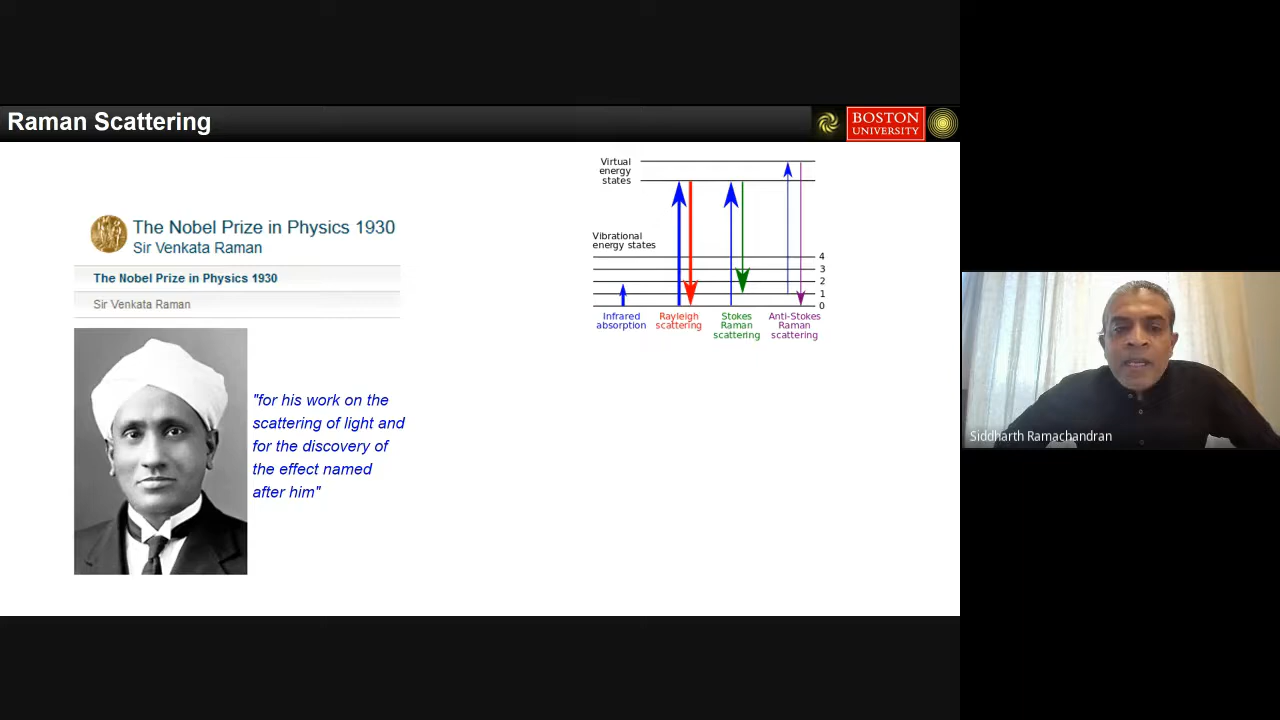 Raman Scattering
BOSTON
UNIVERSITY
The Nobel Prize in Physics 1930
Sir Venkata Raman
The Nobel Prize in Physics 1930
Sir Venkata Raman
"for his work on the
scattering of light and
for the discovery of
the effect named
after him"
Virtual
energy
states
Vibrational
energy states
4
3
2
1
0
Infrared
absorption
Rayleigh
scattering
Stokes
Raman
scattering
Anti-Stokes
Raman
scattering
Siddharth Ramachandran